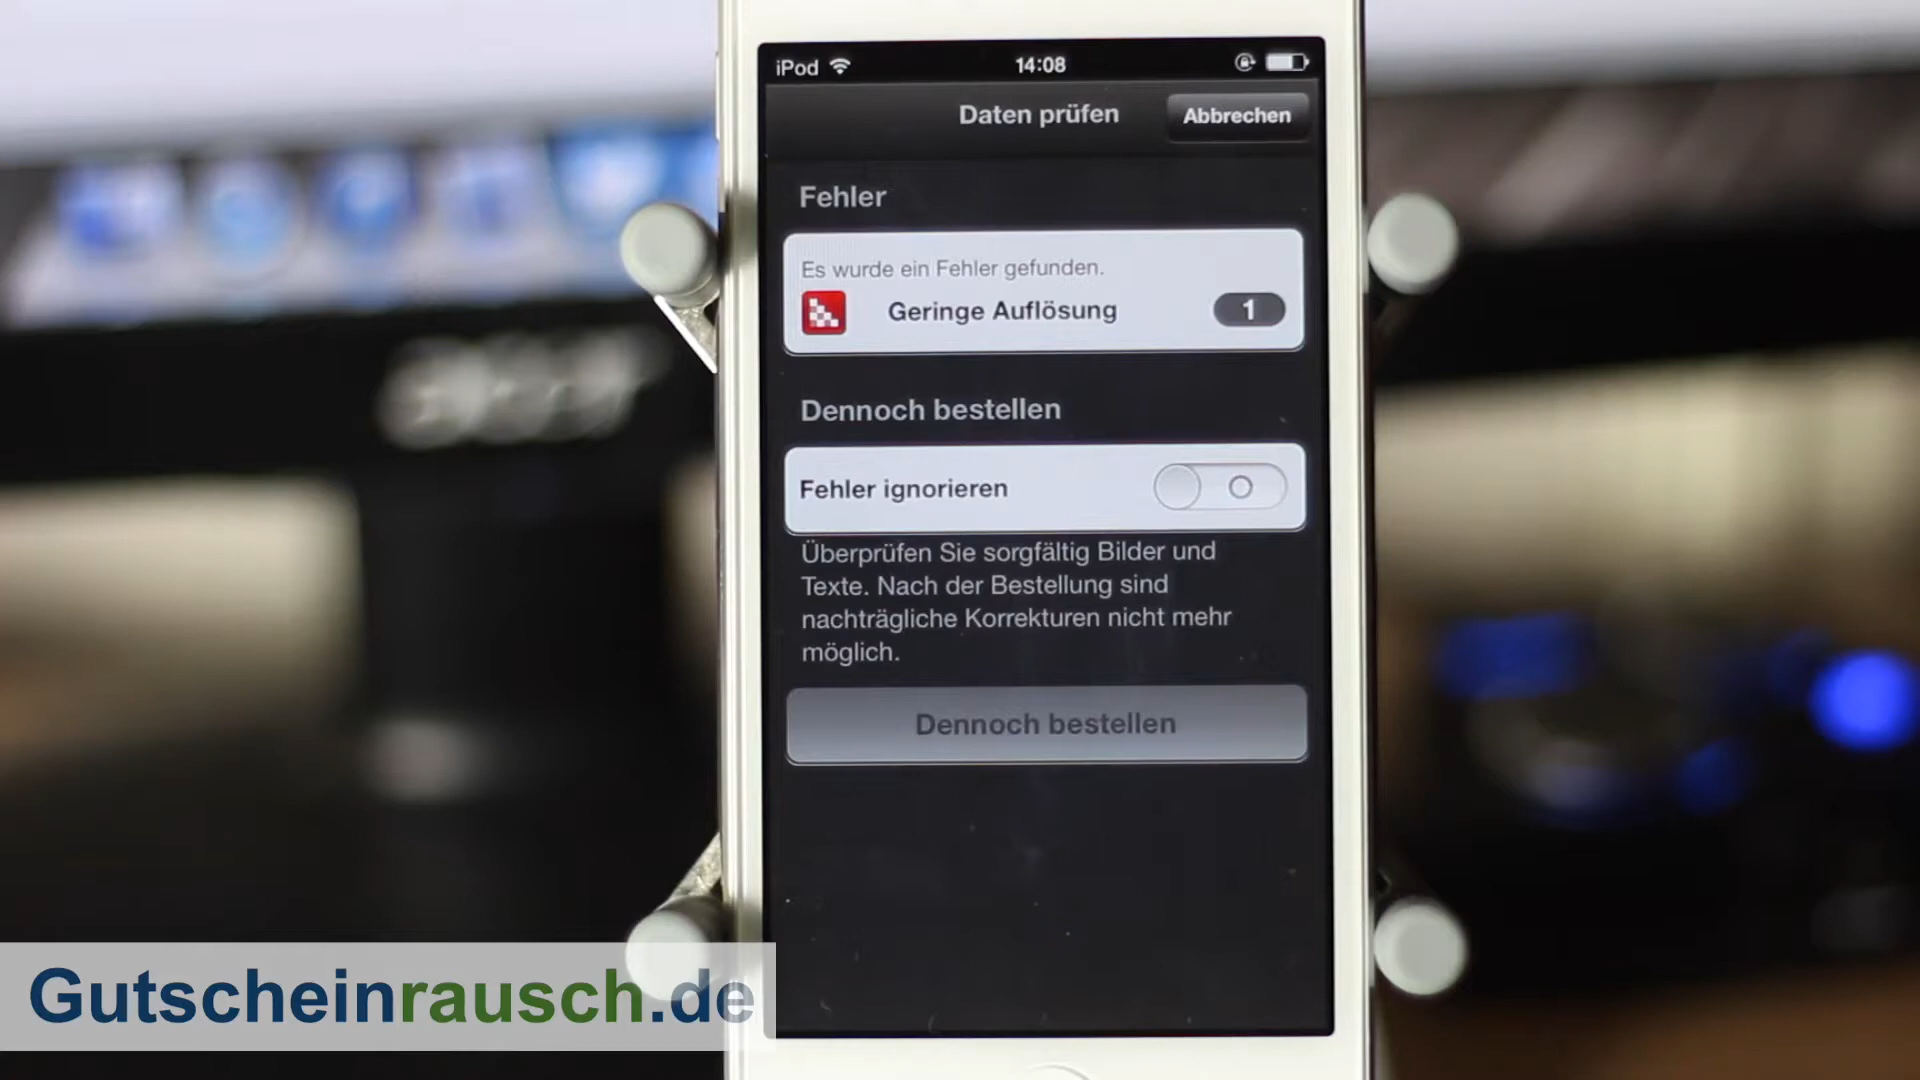 iPod
14:08
Daten prüfen
Abbrechen
Fehler
Es wurde ein Fehler gefunden.
Geringe Auflösung
1
Dennoch bestellen
Fehler ignorieren
Überprüfen Sie sorgfältig Bilder und
Texte. Nach der Bestellung sind
nachträgliche Korrekturen nicht mehr
möglich.
Dennoch bestellen
Gutscheinrausch.de